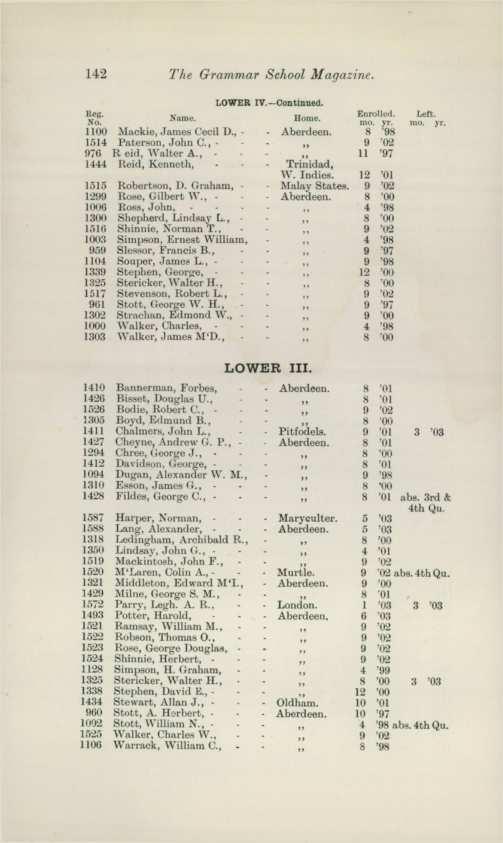 142 The Grammar School Magazine.
LOWER IV.—Continued.
Reg. No. Name. Home. Enrolled. mo. yr. Left. mo. yr.
1100 Mackie, James Cecil D., - - Aberdeen. 8 '98
1514 Paterson, John C., - - - ,, 9 '02
976 R eid, Walter A., - - - ,, 11 '97
1444 Reid, Kenneth, - - - Trinidad,
W. Indies. 12 '01
1515 Robertson, D. Graham, - - Malay States. 9 '02
1299 Rose, Gilbert W., - - - Aberdeen. 8 '00
1006 Ross, John, - - - - ,, 4 '98
1300 Shepherd, Lindsay L., - - ,, 8 '00
1516 Shinnie, Norman T., - - ,, 9 '02
1003 Simpson, Ernest William, - ,, 4 '98
959 Slessor, Francis B., - - ,, 9 '97
1104 Souper, James L., - - - ,, 9 '98
1339 Stephen, George, - - - ,, 12 '00
1325 Stericker, Walter H., - - ,, 8 '00
1517 Stevenson, Robert L., - - ,, 9 '02
961 Stott, George W. H., - - ,, 9 '97
1302 Strachan, Edmond W., - - ,, 9 '00
1000 Walker, Charles, - - - ,, 4 '98
1303 Walker, James M'D., - - ,, 8 '00
LOWER III.
1410 Bannerman, Forbes, - - Aberdeen. 8 '01
1426 Bisset, Douglas U., - - ,, 8 '01
1526 Bodie, Robert C., - - - ,, 9 '02
1305 Boyd, Edmund B., - - ,, 8 '00
1411 Chalmers, John L., - - Pitfodels. 9 '01 3 '03
1427 Cheyne, Andrew G. P., - - Aberdeen. 8 '01
1294 Chree, George J., - - - ,, 8 '00
1412 Davidson, George, - - - ,, 8 '01
1094 Dugan, Alexander W. M., - ,, 9 '98
1310 Esson, James G., - - - ,, 8 '00
1428 Fildes, George C., - - - ,, 8 '01 abs. 3rd &
4th Qu.
1587 Harper, Norman, - - - Maryculter. 5 '03
1588 Lang, Alexander, - - - Aberdeen. 5 '03
1318 Ledingham, Archibald R., - ,, 8 '00
1350 Lindsay, John G., - - - ,, 4 '01
1519 Mackintosh, John F., - - ,, 9 '02
1520 M'Laren, Colin A., - - - Murtle. 9 '02 abs. 4th Qu.
1321 Middleton, Edward M'I., - Aberdeen. 9 '00
1429 Milne, George S. M., - - ,, 8 '01
1572 Parry, Legh. A. R., - - London. 1 '03 3 '03
1493 Potter, Harold, - - - Aberdeen, 6 '03
1521 Ramsay, William M., - - ,, 9 '02
1522 Robson, Thomas O., - - ,, 9 '02
1523 Rose, George Douglas, - - ,, 9 '02
1524 Shinnie, Herbert, - - - ,, 9 '02
1128 Simpson, H. Graham, - - ,, 4 '99
1325 Stericker, Walter H., - - ,, 8 '00 3 '03
1338 Stephen, David E., - - - ,, 12 '00
1434 Stewart, Allan J., - - - Oldham. 10 '01
960 Stott, A. Herbert, - - - Aberdeen. 10 '97
1092 Stott, William N., - - - ,, 4 '98 abs. 4th Qu.
1525 Walker, Charles W., - - ,, 9 '02
1106 Warrack, William C., - - ,, 8 '98